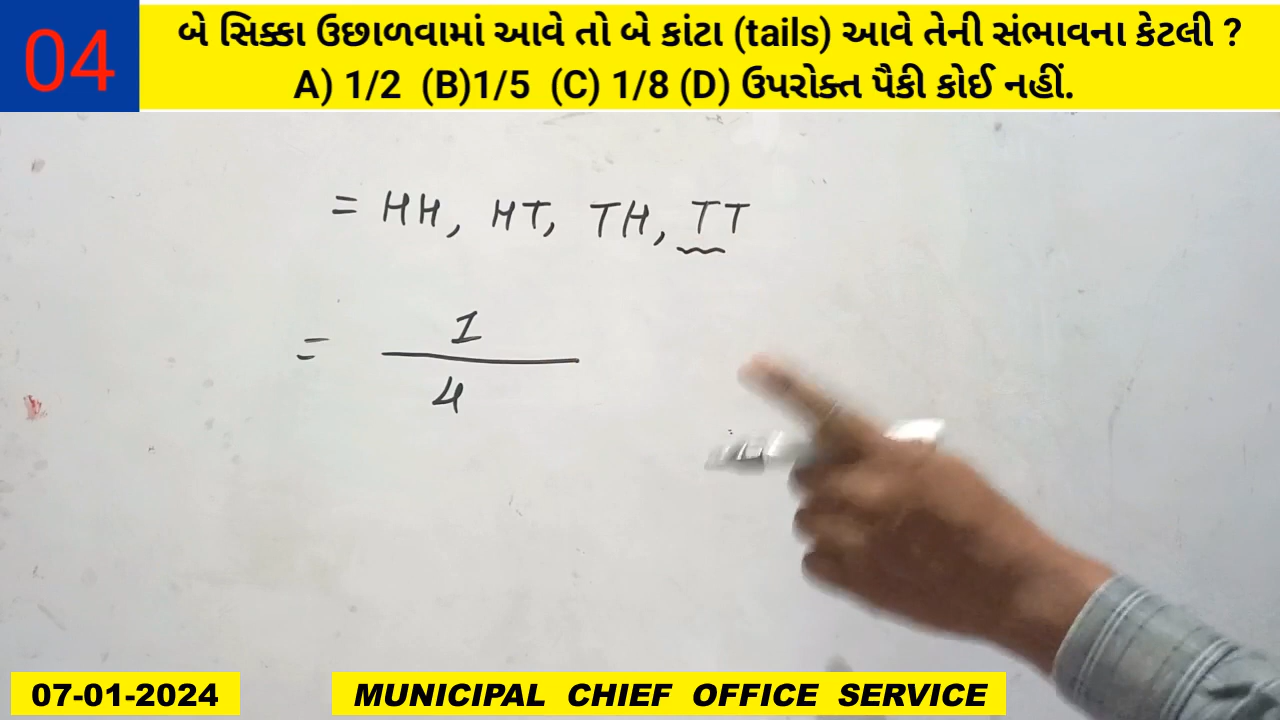 04
બે સિક્કા ઉછાળવામાં આવે તો બે કાંટા (tails) આવે તેની સંભાવના કેટલી ?
A) 1/2 (B)1/5 (C) 1/8 (D) ઉપરોક્ત પૈકી કોઈ નહીં.
= HH, HT, TH, TT
= 1
4
07-01-2024 MUNICIPAL CHIEF OFFICE SERVICE